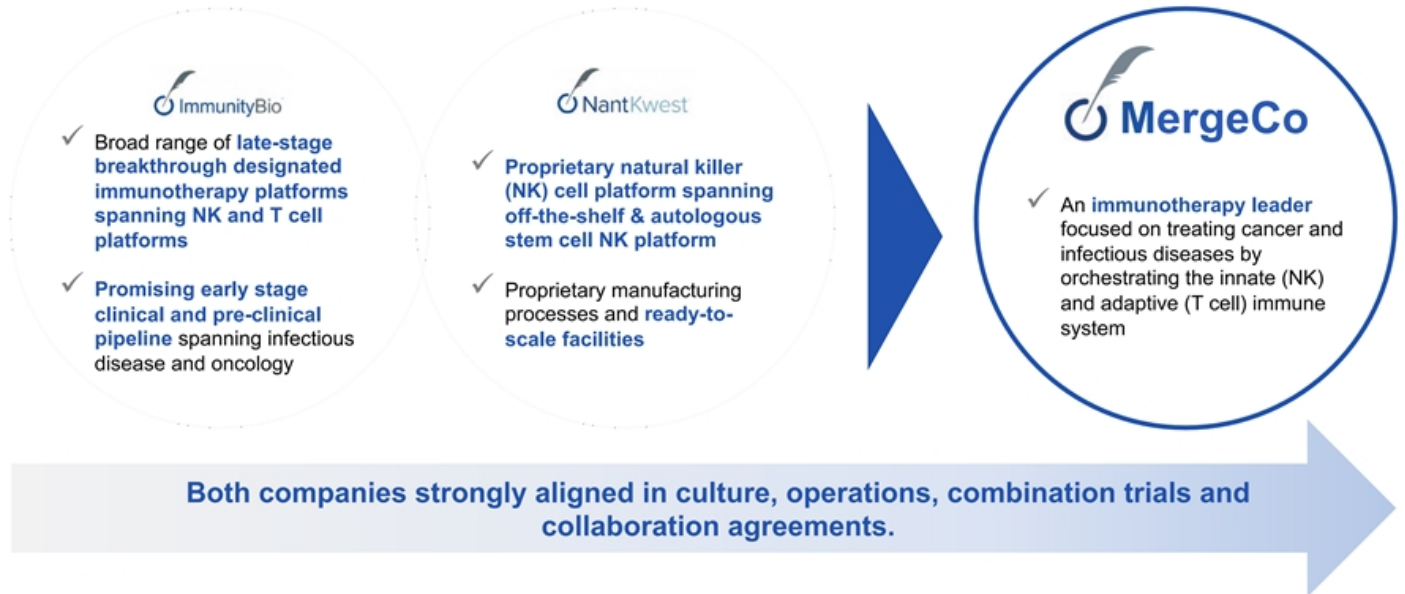 ImmunityBio
Broad range of late-stage
breakthrough designated
immunotherapy platforms
spanning NK and T cell
platforms
Promising early stage
clinical and pre-clinical
pipeline spanning infectious
disease and oncology
NantKwest
Proprietary natural killer
(NK) cell platform spanning
off-the-shelf & autologous
stem cell NK platform
Proprietary manufacturing
processes and ready-to-
scale facilities
MergeCo
An immunotherapy leader
focused on treating cancer and
infectious diseases by
orchestrating the innate (NK)
and adaptive (T cell) immune
system
Both companies strongly aligned in culture, operations, combination trials and
collaboration agreements.